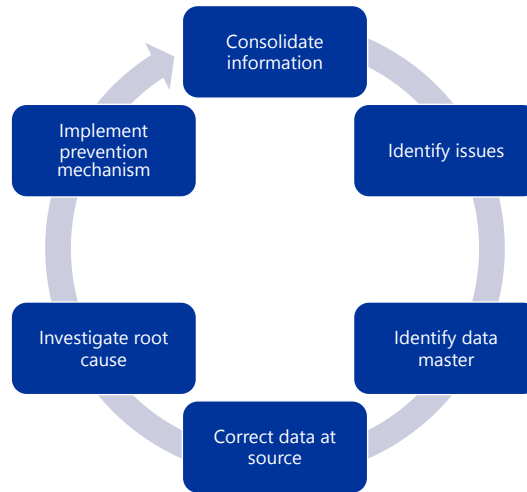 Consolidate
information
Identify issues
Identify data
master
Correct data at
source
Investigate root
cause
Implement
prevention
mechanism